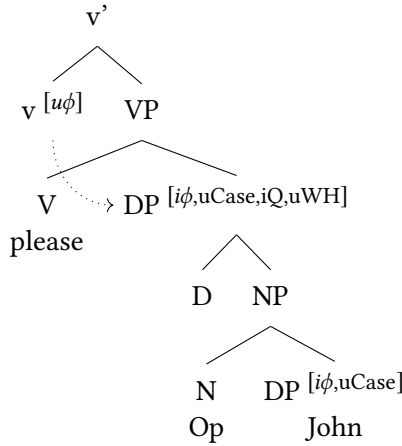 v’
v [uϕ] VP
V DP [iϕ,uCase,iQ,uWH]
please
D NP
N DP [iϕ,uCase]
Op John